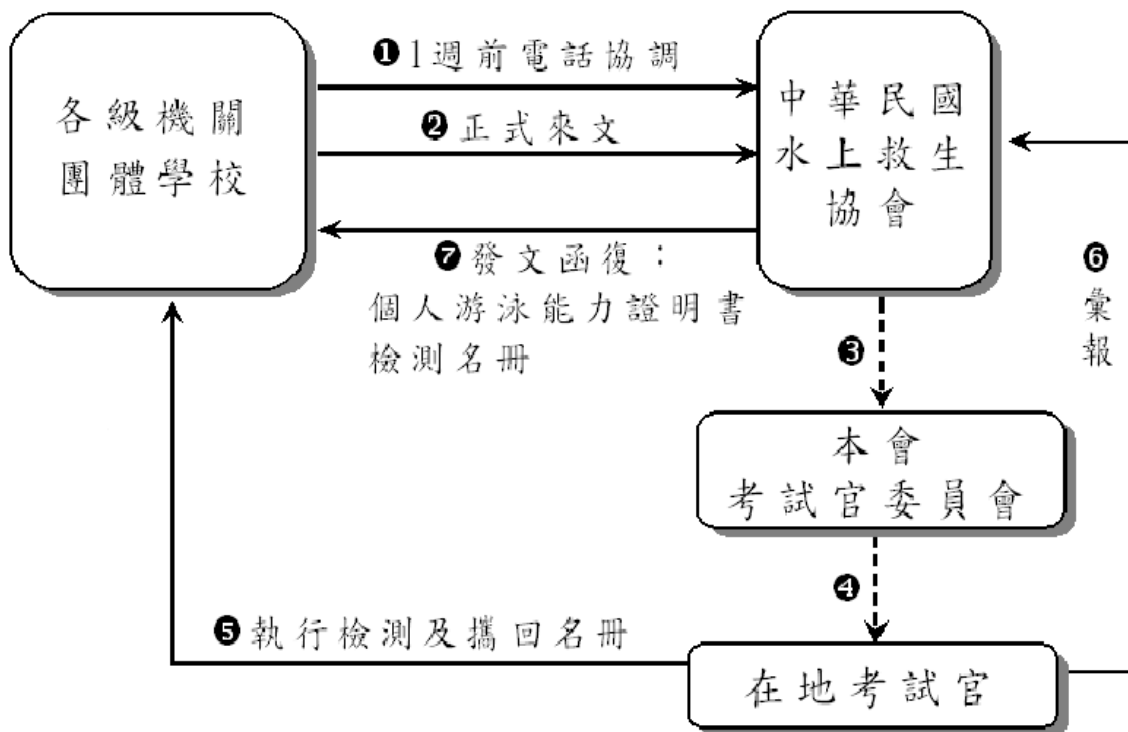 各級機關
團體學校
❶1週前電話協調
❷正式來文
中華民國
水上救生
協會
❼發文函復：
個人游泳能力證明書
檢測名冊
❸
本會
考試官委員會
❹
在地考試官
❺執行檢測及攜回名冊
❻
彙
報